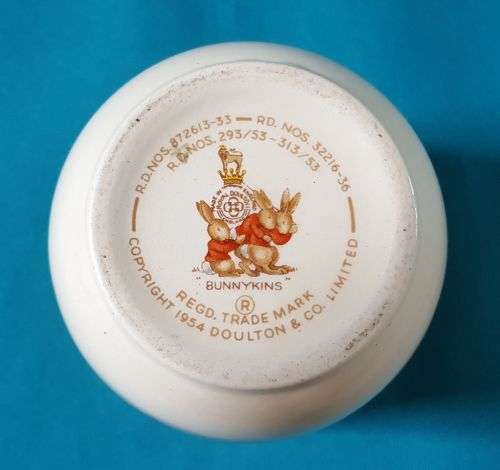 R.D.NOS. 872613-33 — RD. NOS. 32216-36
R.D.NOS. 293/53 - 313/53
"BUNNYKINS"
R
REGD. TRADE MARK
COPYRIGHT 1954 DOULTON & CO. LIMITED